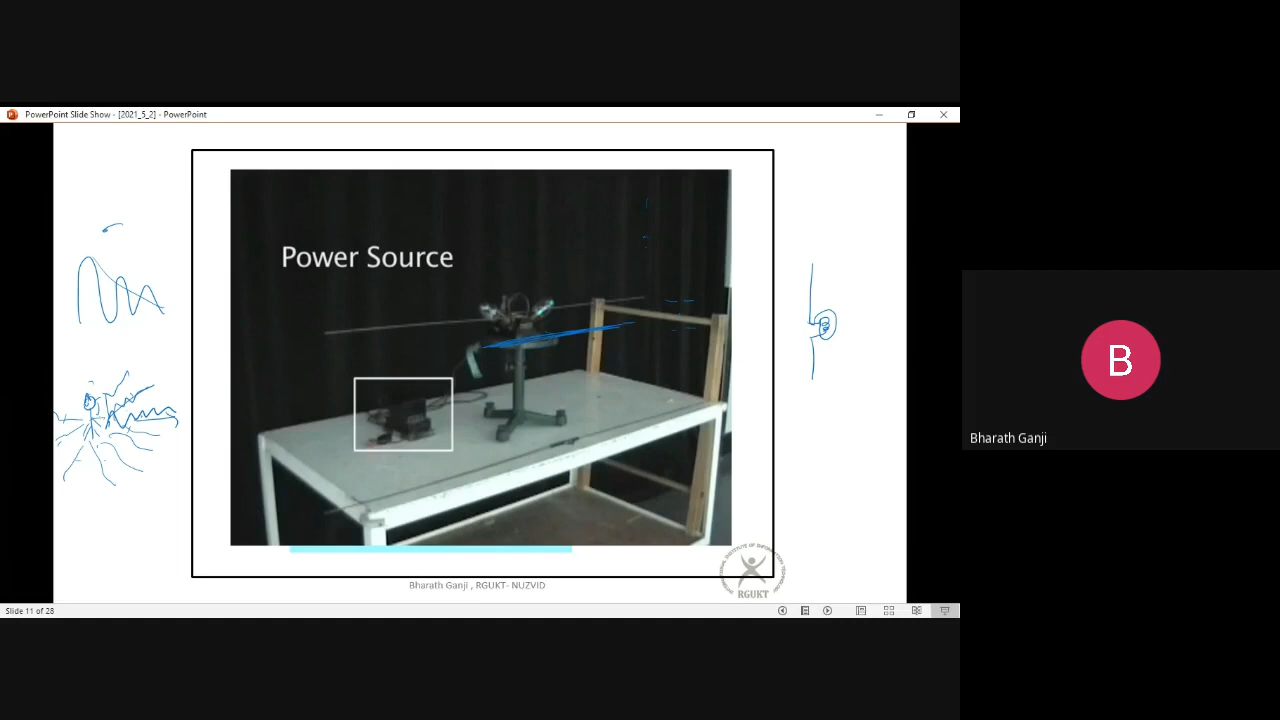 PowerPoint Slide Show - [2021_5_2] - PowerPoint
Power Source
B
Bharath Ganji
RGUKT
Bharath Ganji , RGUKT- NUZVID
Slide 11 of 28